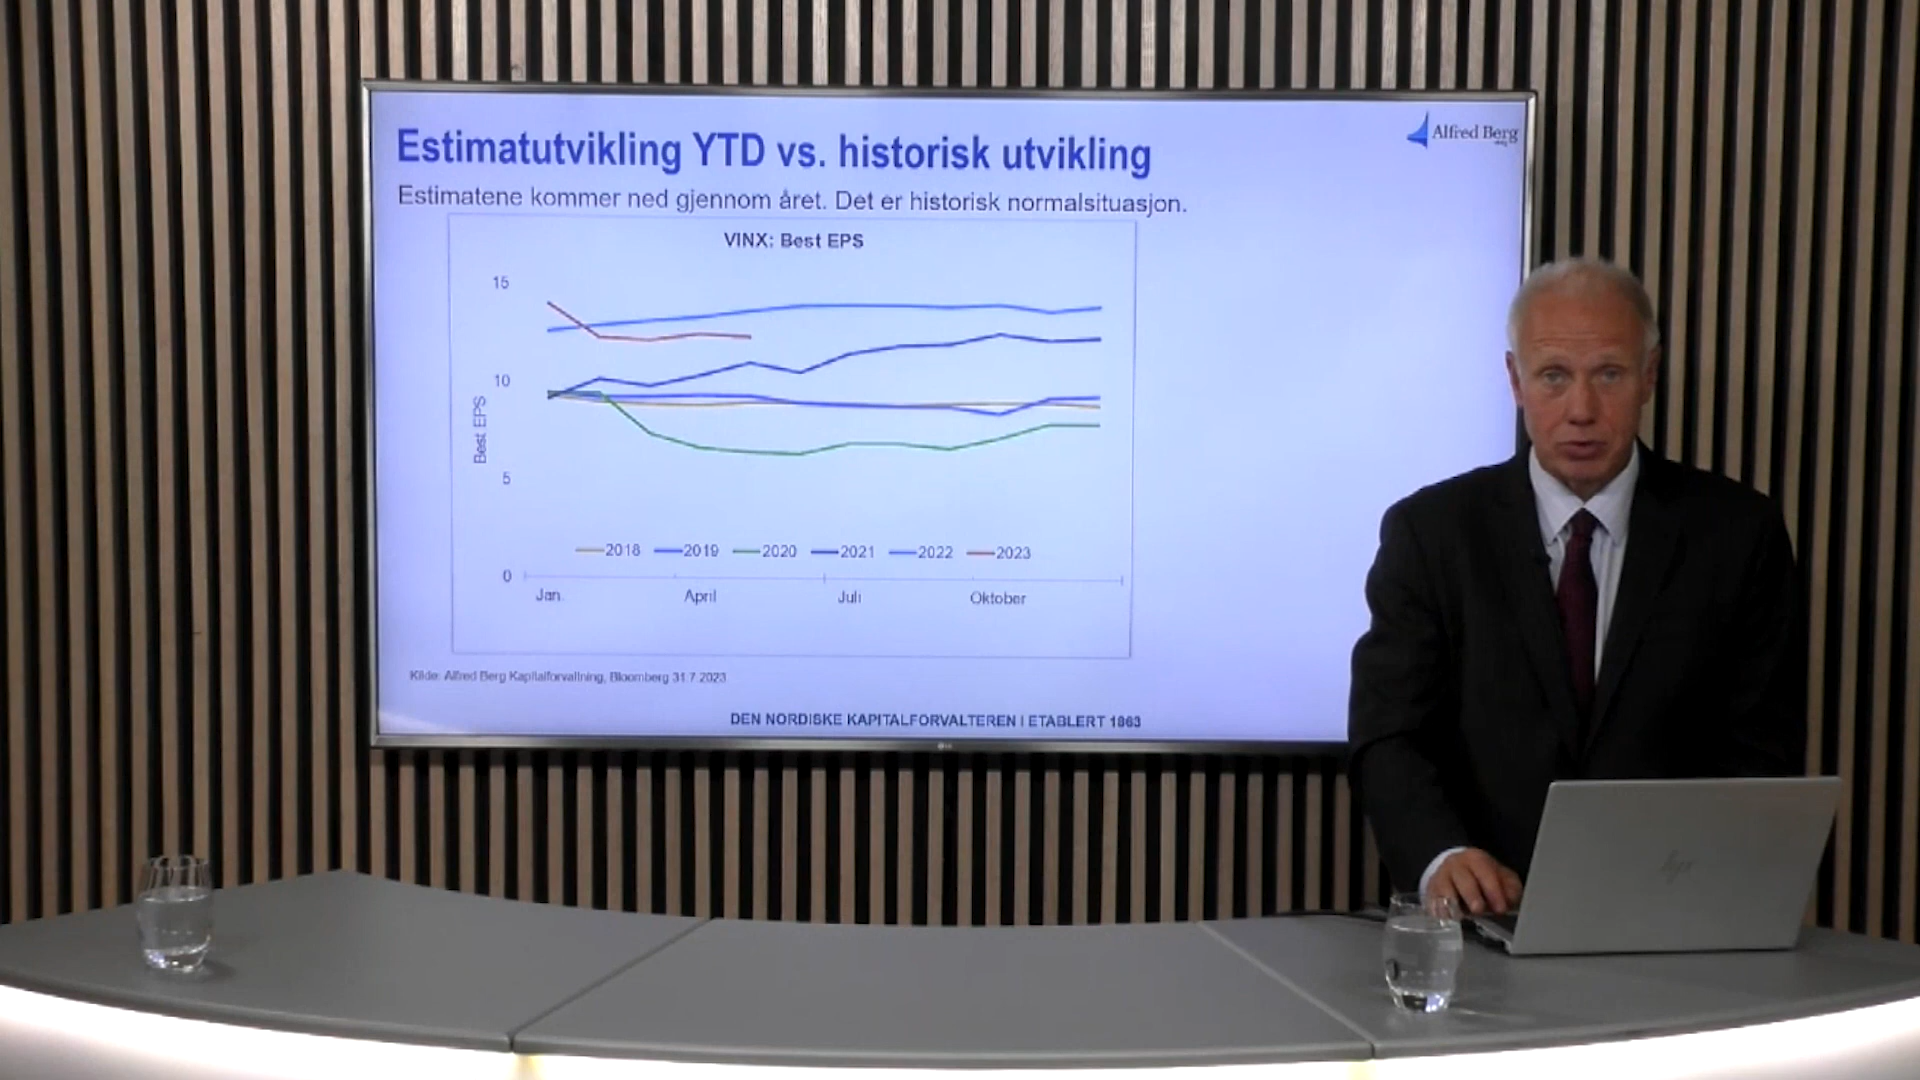 Estimatutvikling YTD vs. historisk utvikling
Alfred Berg
Estimatene kommer ned gjennom året. Det er historisk normalsituasjon.
VINX: Best EPS
15
10
5
0
Best EPS
2018 2019 2020 2021 2022 2023
Jan April Juli Oktober
Kilde: Alfred Berg Kapitalforvaltning, Bloomberg 31.7.2023
DEN NORDISKE KAPITALFORVALTEREN I ETABLERT 1863
LG
hp